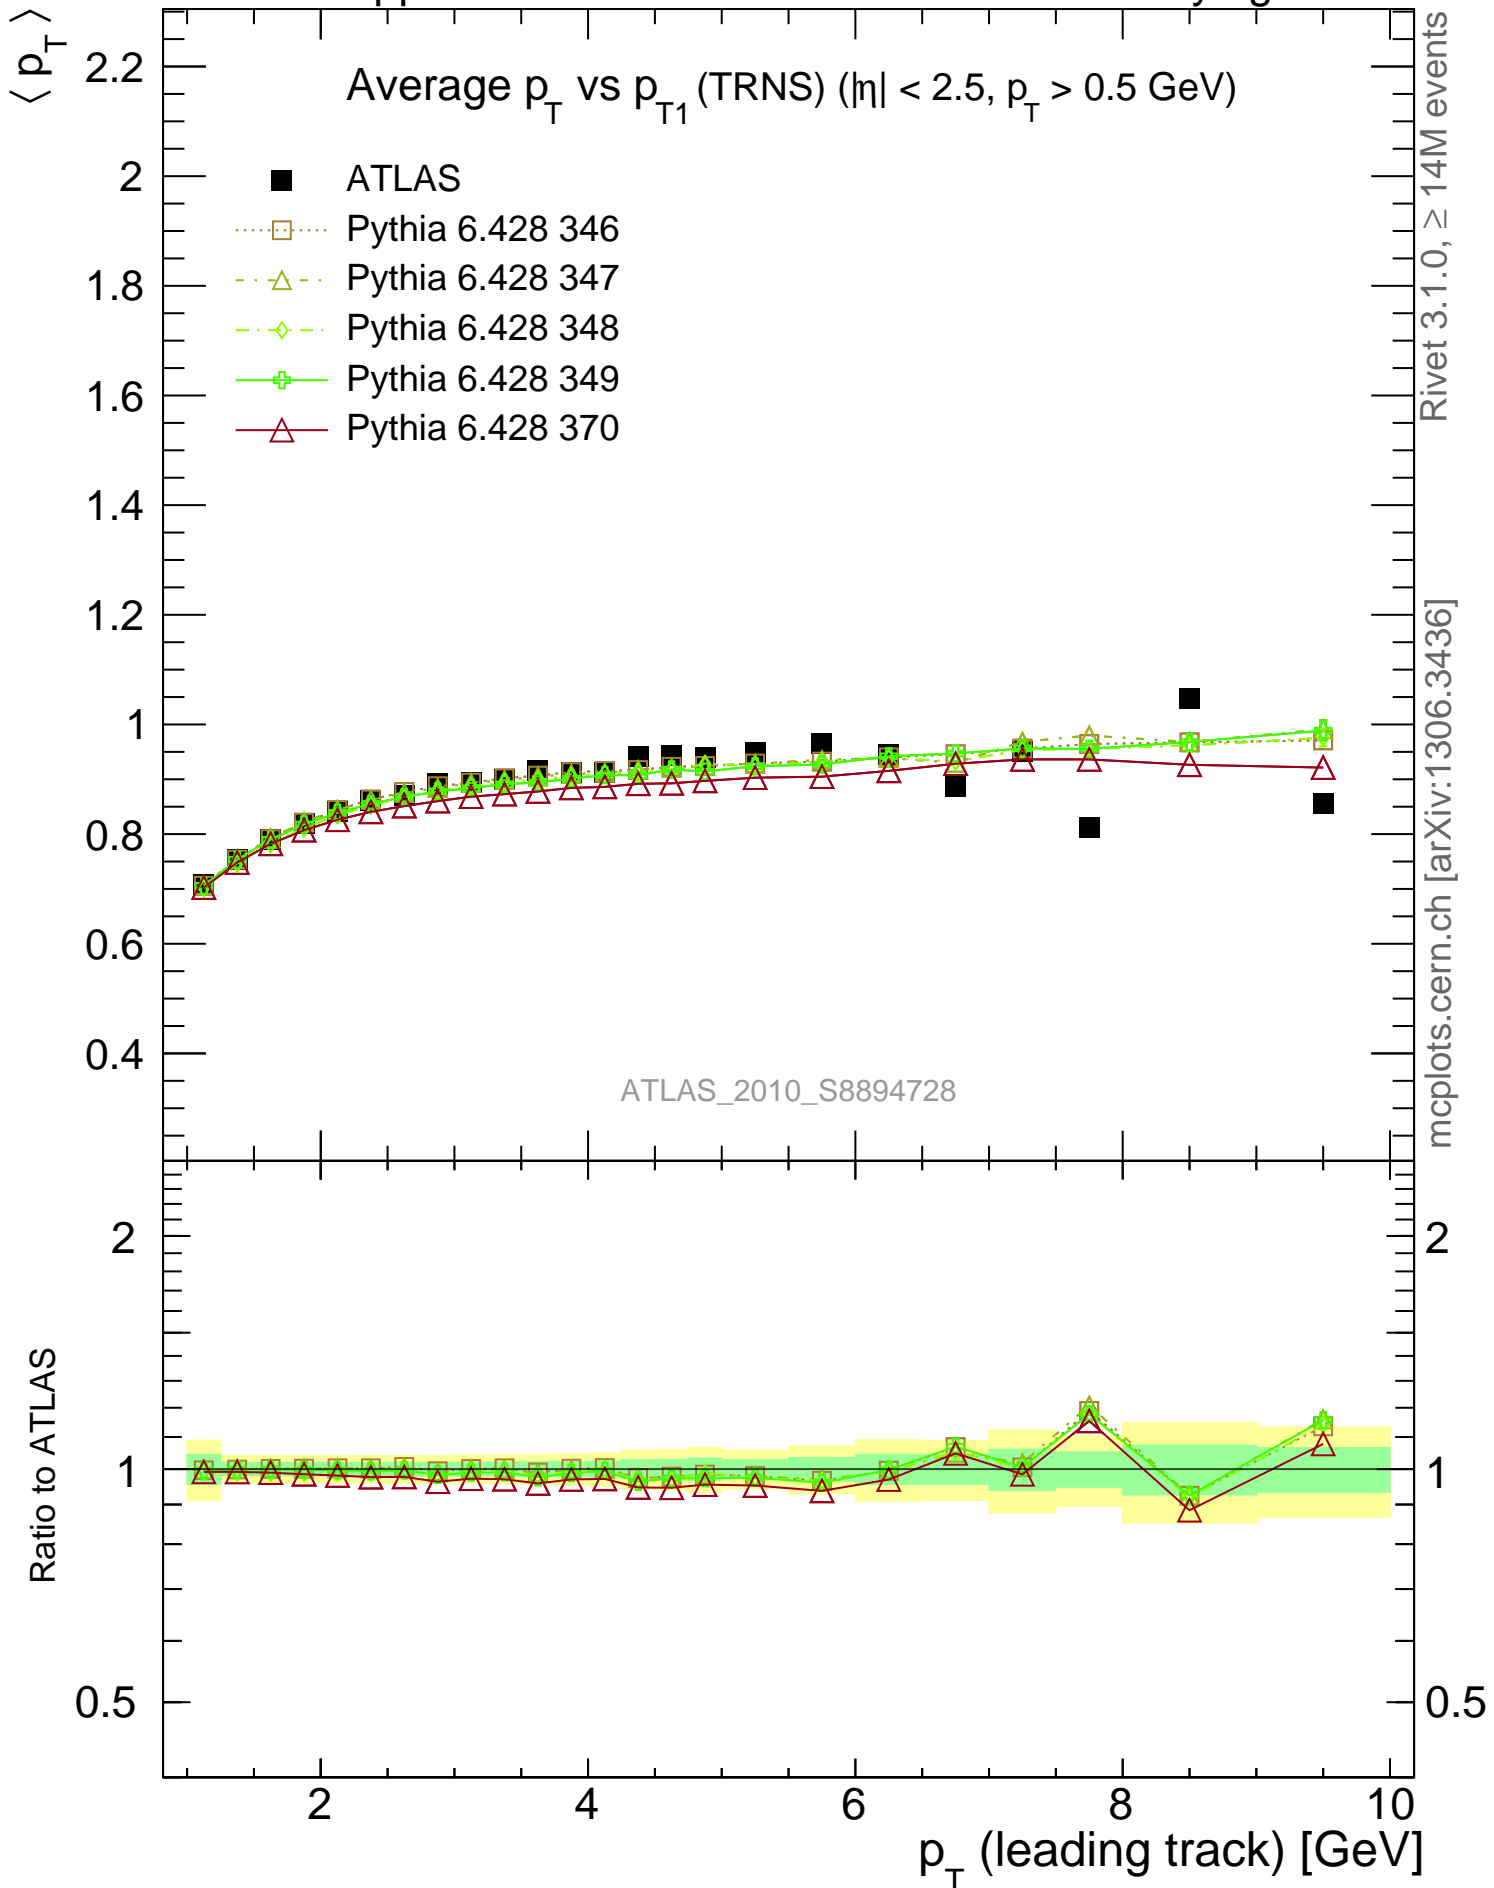 ⟨ p_T ⟩
Average p_T vs p_T1 (TRNS) (|η| < 2.5, p_T > 0.5 GeV)
ATLAS
Pythia 6.428 346
Pythia 6.428 347
Pythia 6.428 348
Pythia 6.428 349
Pythia 6.428 370
2.2
2
1.8
1.6
1.4
1.2
1
0.8
0.6
0.4
ATLAS_2010_S8894728
Rivet 3.1.0, ≥ 14M events
mcplots.cern.ch [arXiv:1306.3436]
Ratio to ATLAS
2
1
0.5
2
1
0.5
2
4
6
8
10
p_T (leading track) [GeV]